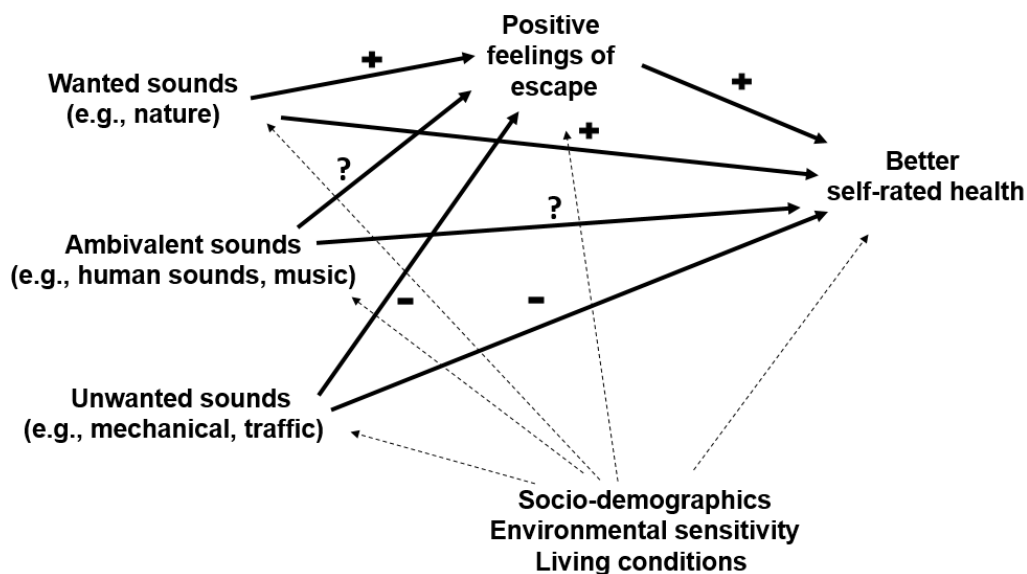 Positive
feelings of
escape
+
+
Wanted sounds
(e.g., nature)
+
Better
self-rated health
?
?
Ambivalent sounds
(e.g., human sounds, music)
-
-
Unwanted sounds
(e.g., mechanical, traffic)
Socio-demographics
Environmental sensitivity
Living conditions